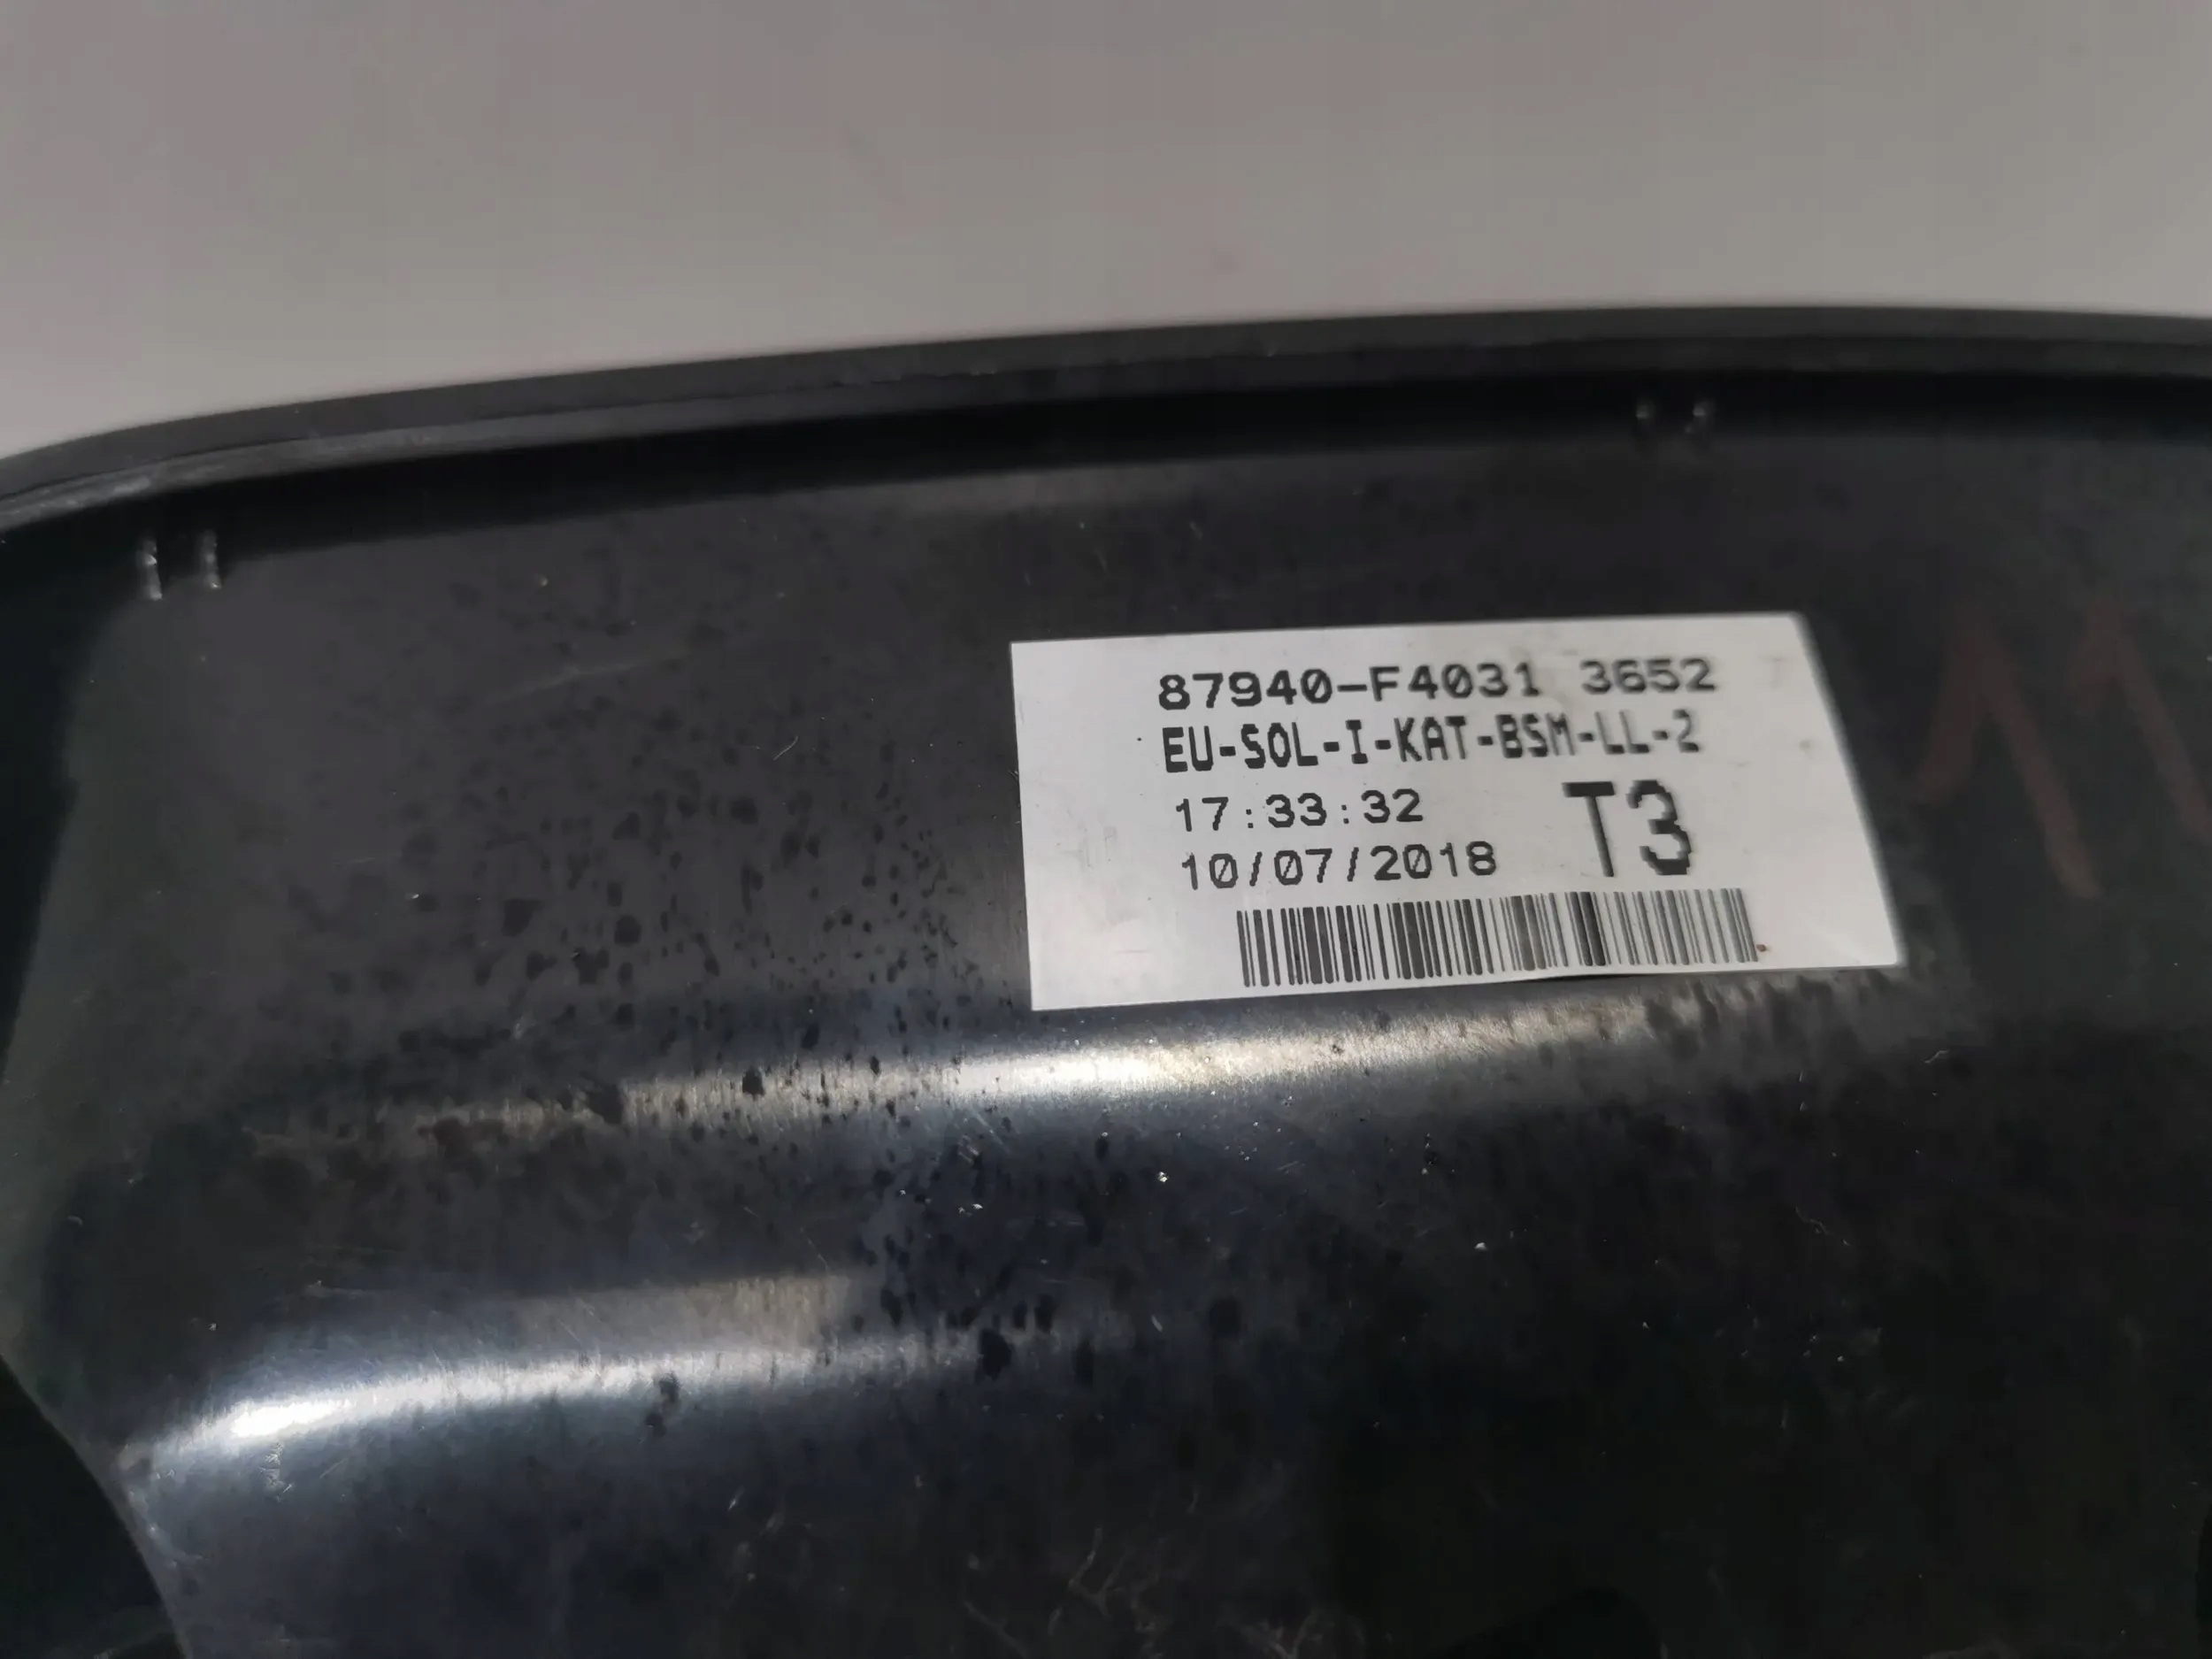 87940-F4031 3652
EU-SOL-I-KAT-BSM-LL-2
17:33:32 T3
10/07/2018